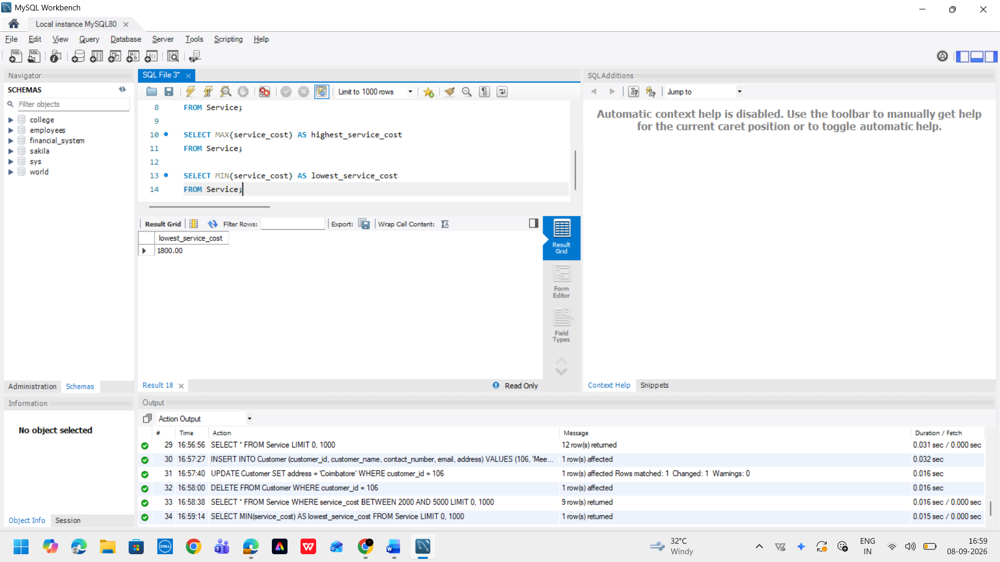 MySQL Workbench
Local instance MySQL80
File Edit View Query Database Server Tools Scripting Help
Navigator
SCHEMAS
Filter objects
college
employees
financial_system
sakila
sys
world
Administration Schemas
Information
No object selected
Object Info Session
SQL File 3*
Limit to 1000 rows
8 FROM Service;
9
10 SELECT MAX(service_cost) AS highest_service_cost
11 FROM Service;
12
13 SELECT MIN(service_cost) AS lowest_service_cost
14 FROM Service;
Result Grid Filter Rows: Export: Wrap Cell Content:
lowest_service_cost
1800.00
Result Grid
Form Editor
Field Types
Result 18 Read Only
SQLAdditions
Jump to
Automatic context help is disabled. Use the toolbar to manually get help
for the current caret position or to toggle automatic help.
Context Help Snippets
Output
Action Output
# Time Action Message Duration / Fetch
29 16:56:56 SELECT * FROM Service LIMIT 0, 1000 12 row(s) returned 0.031 sec / 0.000 sec
30 16:57:27 INSERT INTO Customer (customer_id, customer_name, contact_number, email, address) VALUES (106, 'Mee... 1 row(s) affected 0.032 sec
31 16:57:40 UPDATE Customer SET address = 'Coimbatore' WHERE customer_id = 106 1 row(s) affected Rows matched: 1 Changed: 1 Warnings: 0 0.016 sec
32 16:58:00 DELETE FROM Customer WHERE customer_id = 106 1 row(s) affected 0.016 sec
33 16:58:38 SELECT * FROM Service WHERE service_cost BETWEEN 2000 AND 5000 LIMIT 0, 1000 9 row(s) returned 0.016 sec / 0.000 sec
34 16:59:14 SELECT MIN(service_cost) AS lowest_service_cost FROM Service LIMIT 0, 1000 1 row(s) returned 0.015 sec / 0.000 sec
32°C
Windy
ENG
IN
16:59
08-09-2026